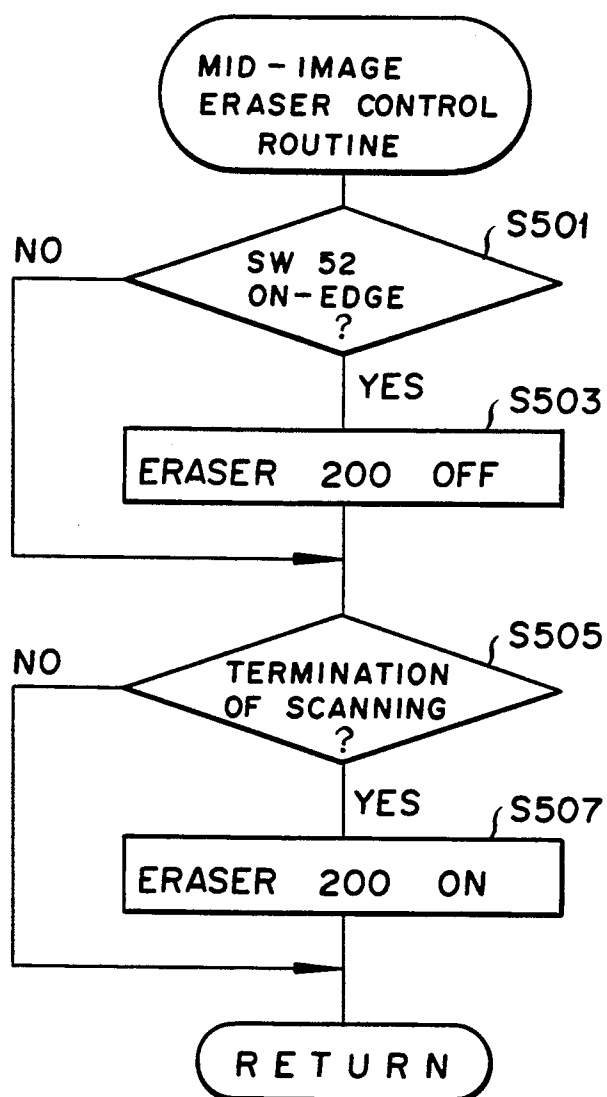 MID-IMAGE
ERASER CONTROL
ROUTINE
S501
NO
SW 52
ON-EDGE
?
YES
S503
ERASER 200 OFF
S505
NO
TERMINATION
OF SCANNING
?
YES
S507
ERASER 200 ON
RETURN